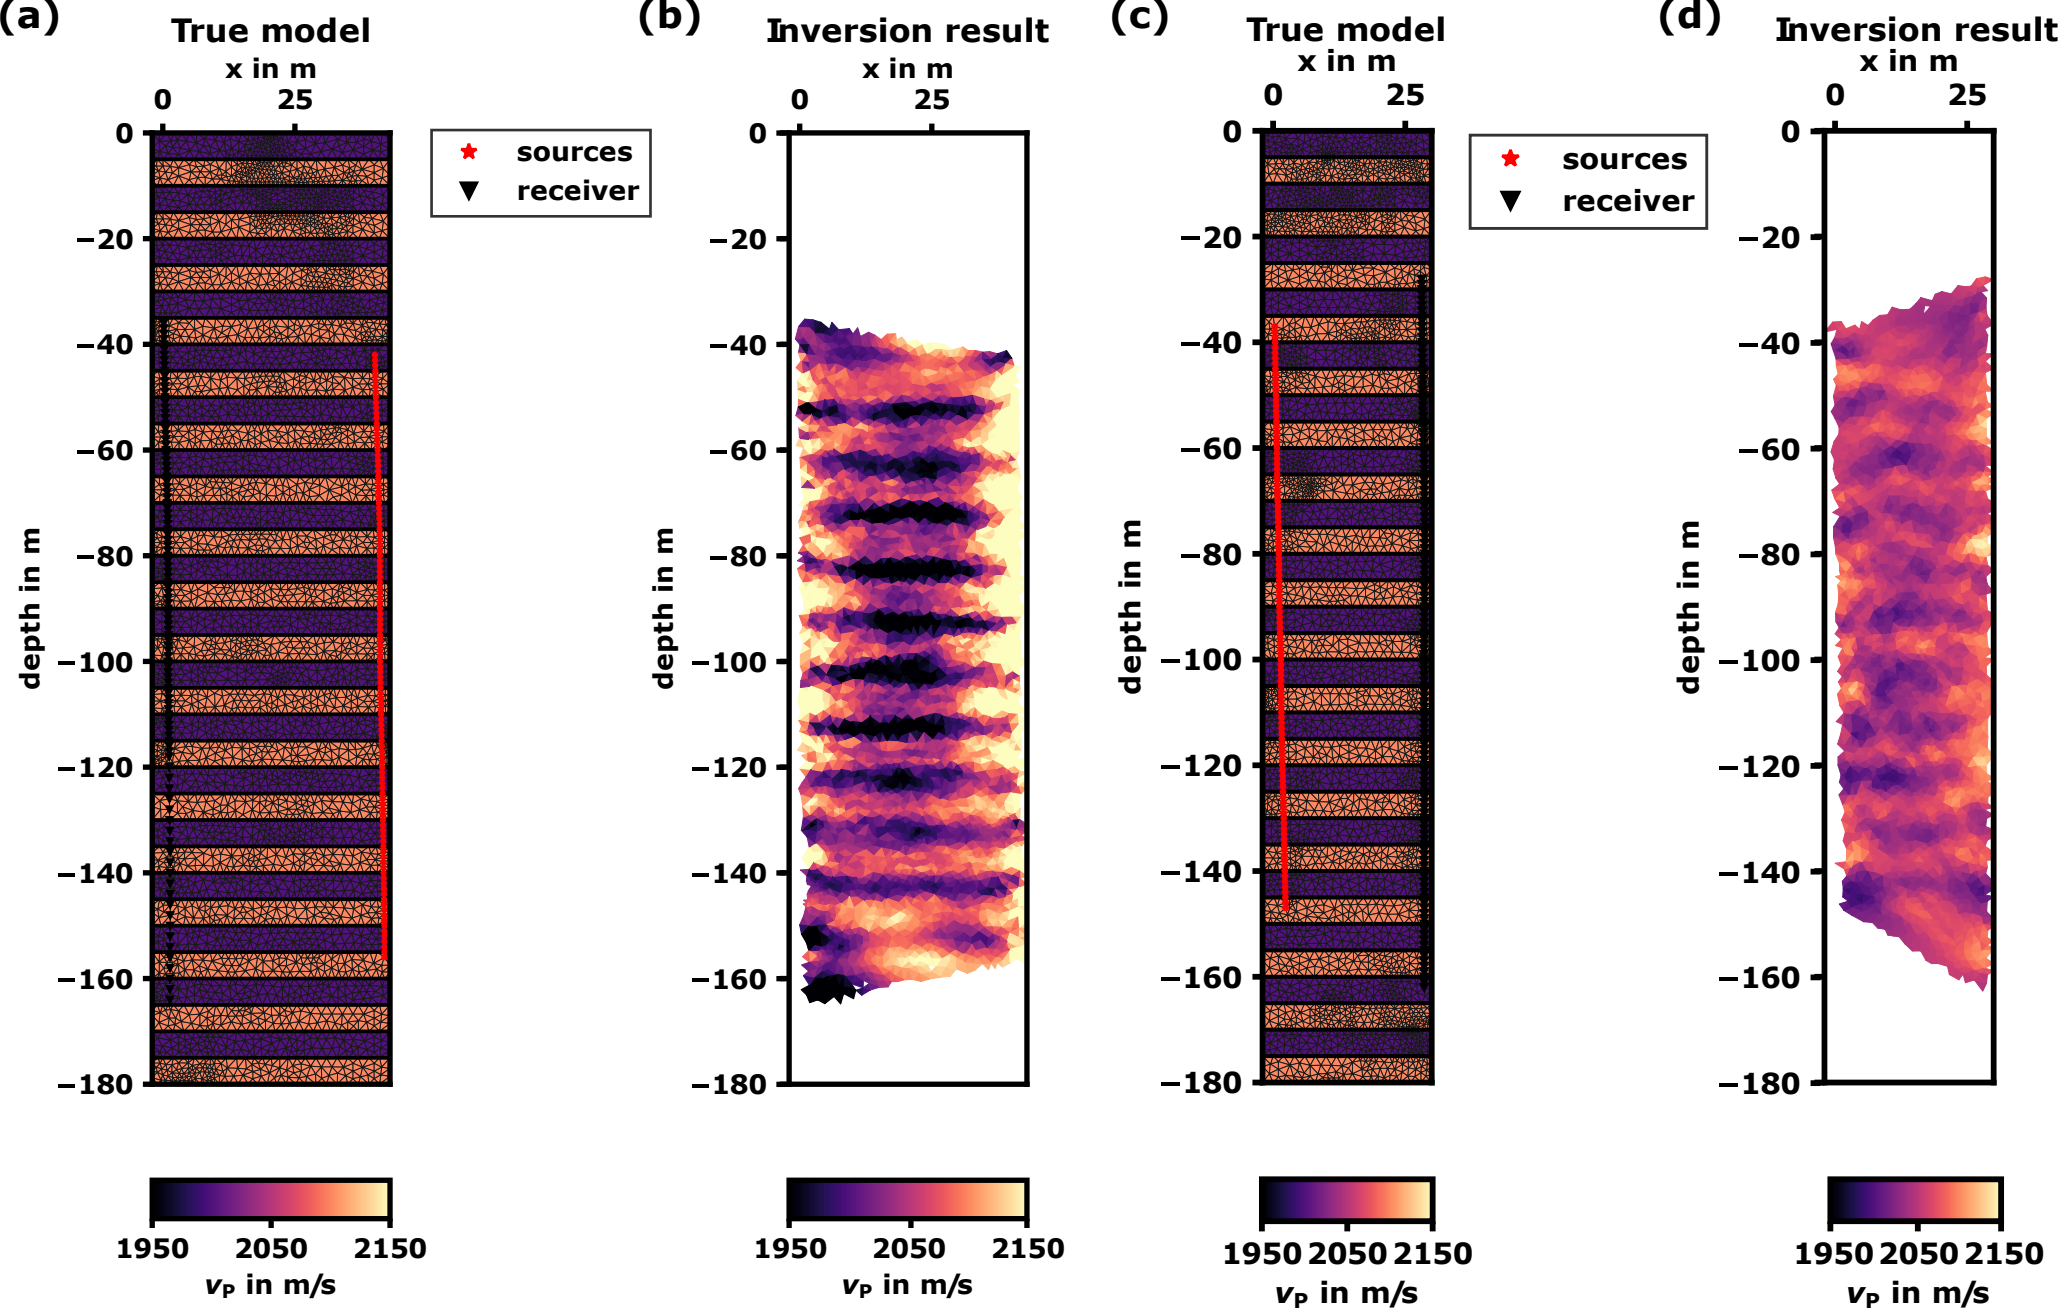 (a)
True model
x in m
0 25
0
−20
−40
−60
−80
−100
−120
−140
−160
−180
depth in m
1950 2050 2150
vP in m/s
sources
receiver
(b)
Inversion result
x in m
0 25
0
−20
−40
−60
−80
−100
−120
−140
−160
−180
depth in m
1950 2050 2150
vP in m/s
(c)
True model
x in m
0 25
0
−20
−40
−60
−80
−100
−120
−140
−160
−180
depth in m
1950 2050 2150
vP in m/s
sources
receiver
(d)
Inversion result
x in m
0 25
0
−20
−40
−60
−80
−100
−120
−140
−160
−180
depth in m
1950 2050 2150
vP in m/s